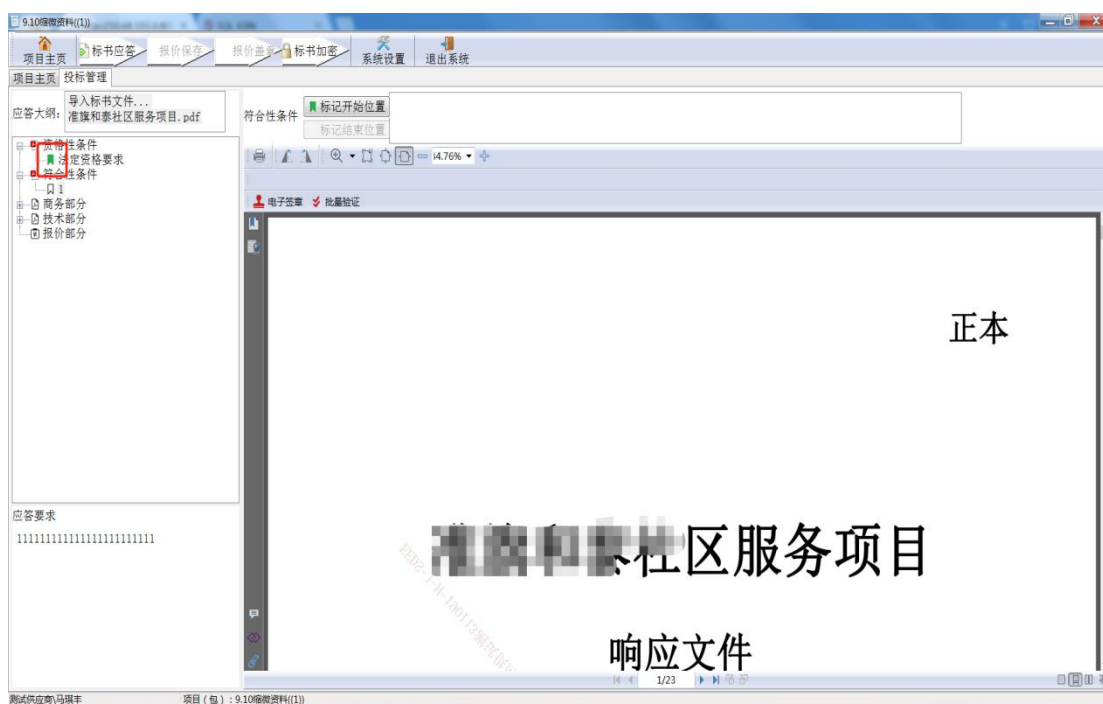 9.10缩微资料((1))
项目主页 标书应答 报价保存 报价盖章 标书加密 系统设置 退出系统
项目主页 投标管理
应答大纲: 导入标书文件...
准旗和泰社区服务项目.pdf
符合性条件 标记开始位置
标记结束位置
资格性条件
法定资格要求
符合性条件
1
商务部分
技术部分
报价部分
14.76%
电子签章 批量验证
正本
社区服务项目
响应文件
应答要求
11111111111111111111111
1/23
测试供应商\马琪丰 项目(包):9.10缩微资料((1))